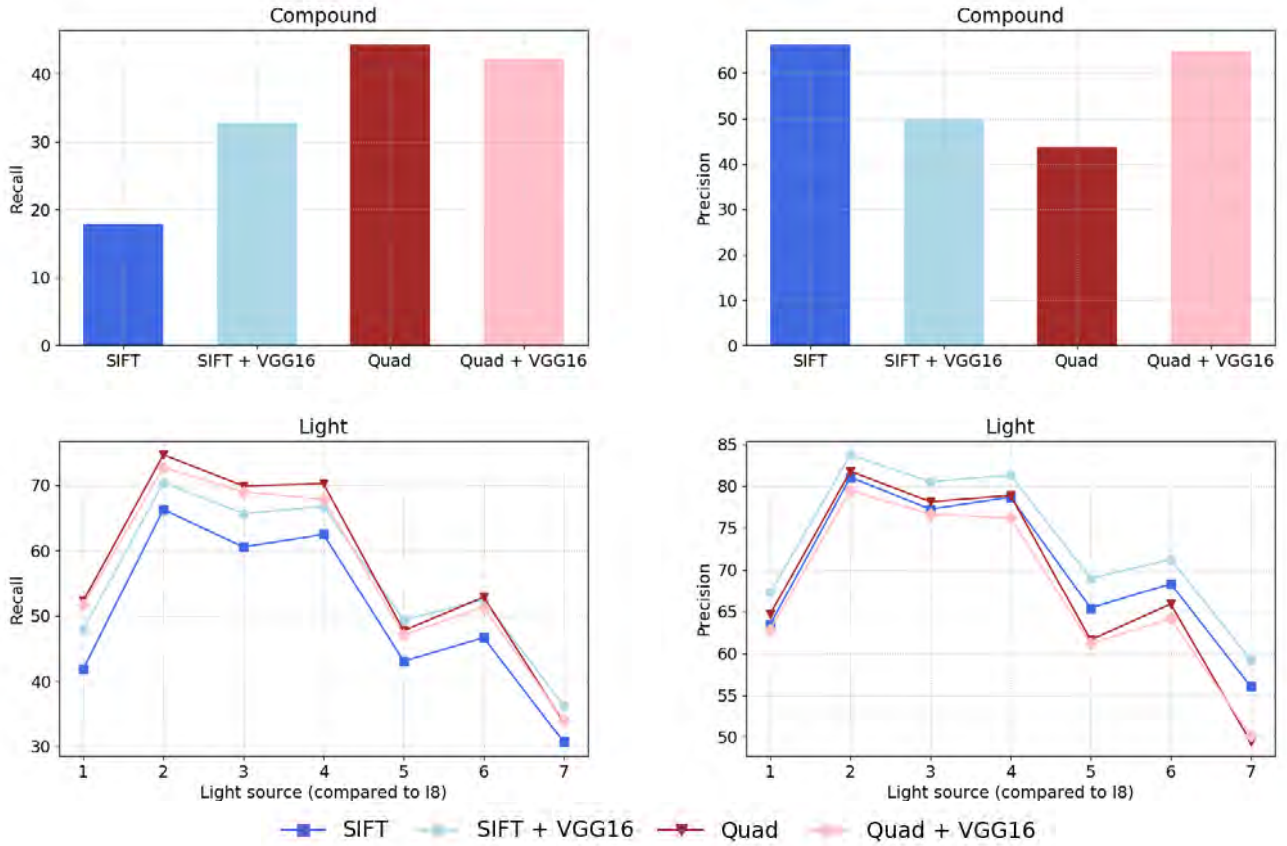 Compound
Recall
40
30
20
10
0
SIFT
SIFT + VGG16
Quad
Quad + VGG16
Compound
Precision
60
50
40
30
20
10
0
SIFT
SIFT + VGG16
Quad
Quad + VGG16
Light
Recall
70
60
50
40
30
1 2 3 4 5 6 7
Light source (compared to I8)
Light
Precision
85
80
75
70
65
60
55
50
1 2 3 4 5 6 7
Light source (compared to I8)
SIFT
SIFT + VGG16
Quad
Quad + VGG16